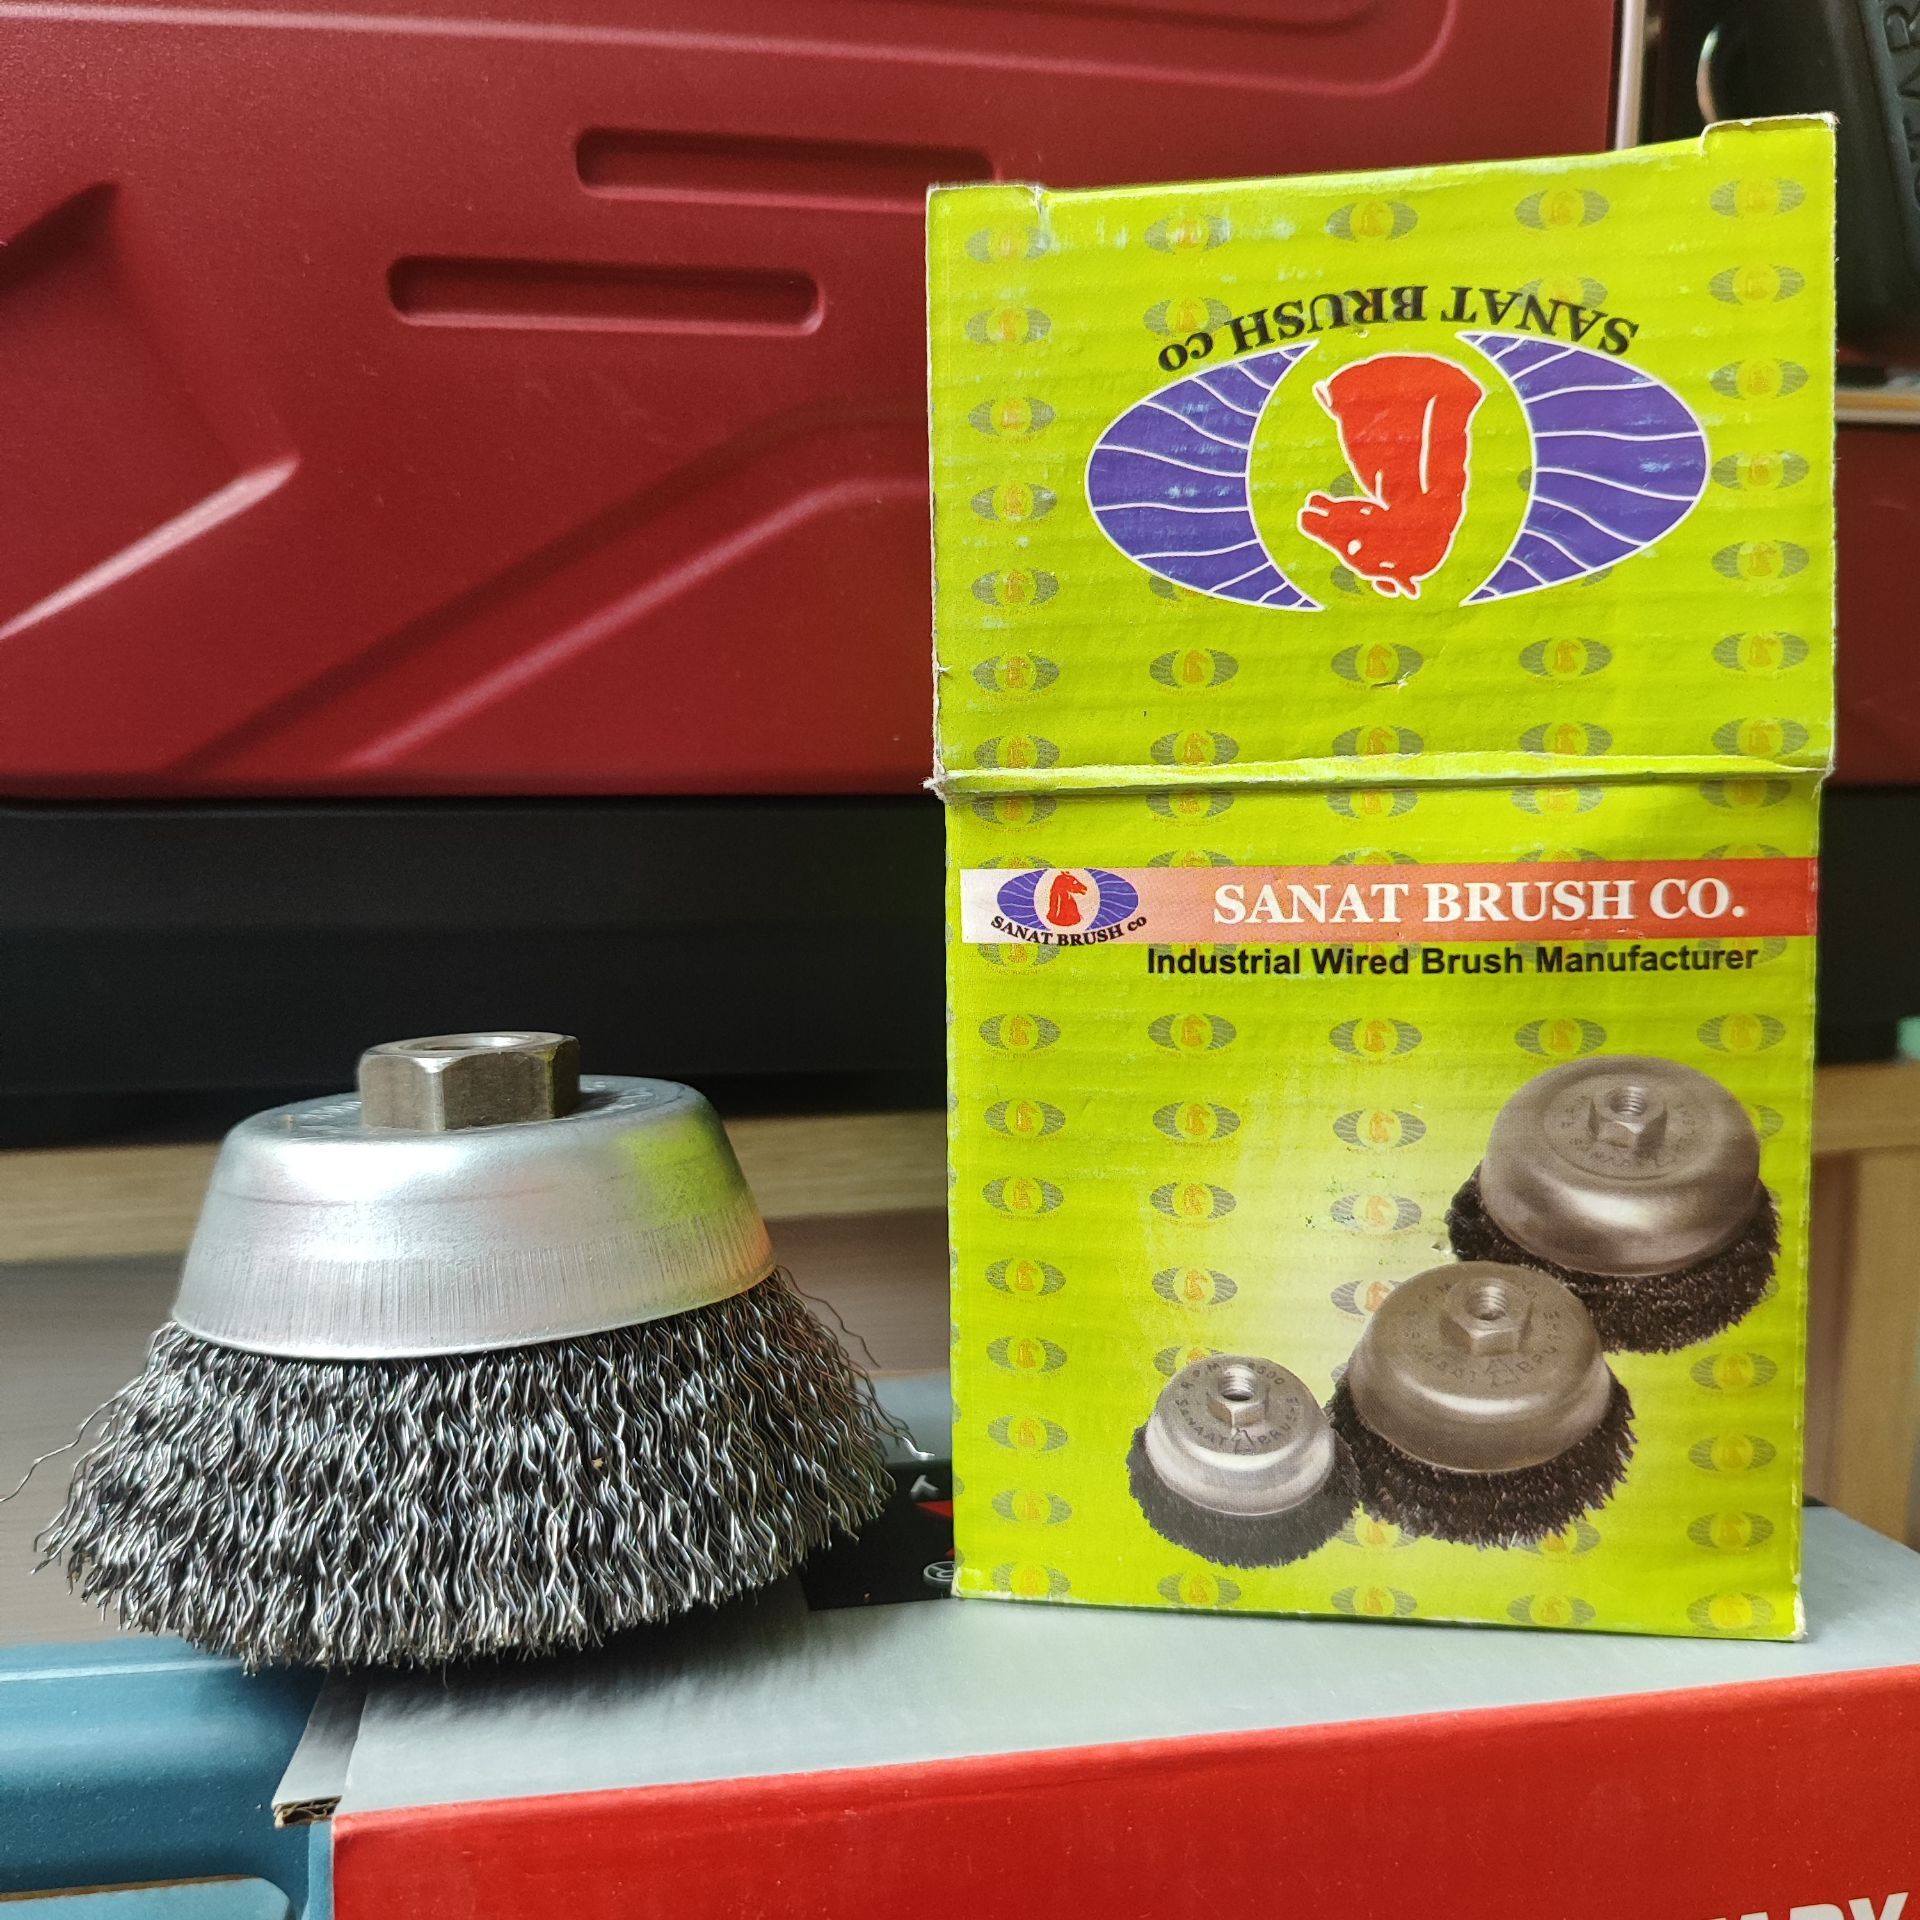 SANAT BRUSH co
SANAT BRUSH CO.
SANAT BRUSH co
Industrial Wired Brush Manufacturer